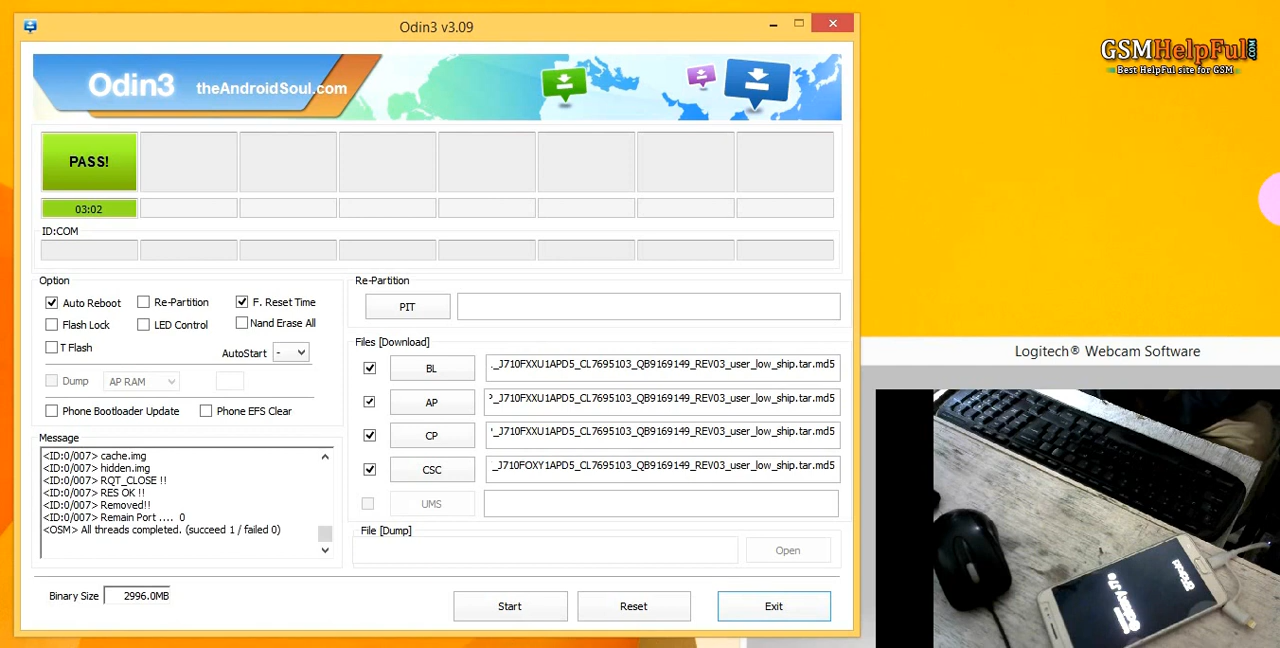 Odin3 v3.09
GSMHelpFul.COM
Best HelpFul site for GSM
Odin3 theAndroidSoul.com
PASS!
03:02
ID:COM
Option
Auto Reboot Re-Partition F. Reset Time
Flash Lock LED Control Nand Erase All
T Flash AutoStart -
Dump AP RAM
Phone Bootloader Update Phone EFS Clear
Message
<ID:0/007> cache.img
<ID:0/007> hidden.img
<ID:0/007> RQT_CLOSE !!
<ID:0/007> RES OK !!
<ID:0/007> Removed!!
<ID:0/007> Remain Port .... 0
<OSM> All threads completed. (succeed 1 / failed 0)
Re-Partition
PIT
Files [Download]
BL ._J710FXXU1APD5_CL7695103_QB9169149_REV03_user_low_ship.tar.md5
AP _J710FXXU1APD5_CL7695103_QB9169149_REV03_user_low_ship.tar.md5
CP _J710FXXU1APD5_CL7695103_QB9169149_REV03_user_low_ship.tar.md5
CSC _J710FOXY1APD5_CL7695103_QB9169149_REV03_user_low_ship.tar.md5
UMS
File [Dump]
Open
Binary Size 2996.0MB
Start Reset Exit
Logitech® Webcam Software
Galaxy J7